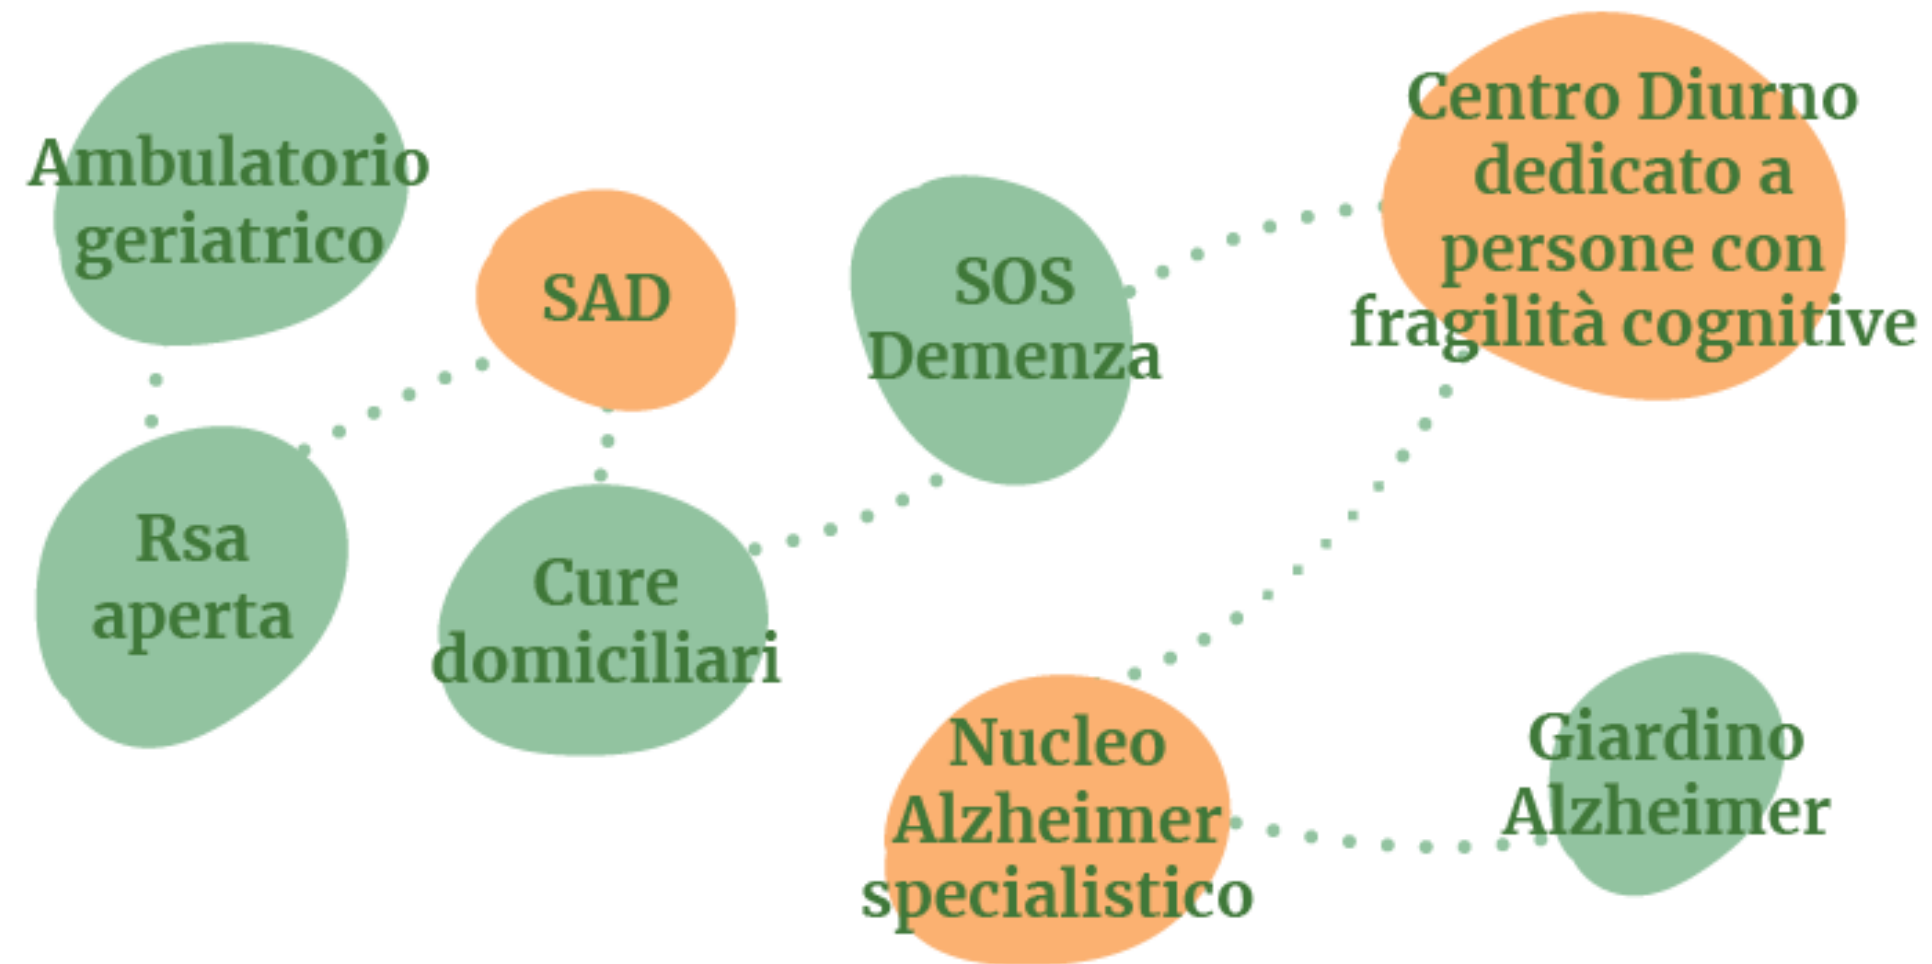 Ambulatorio
geriatrico
SAD
Rsa
aperta
Cure
domiciliari
SOS
Demenza
Centro Diurno
dedicato a
persone con
fragilità cognitive
Nucleo
Alzheimer
specialistico
Giardino
Alzheimer